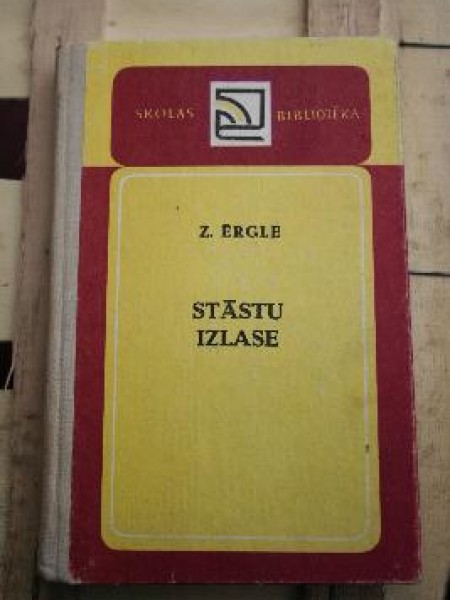 SKOLAS BIBLIOTĒKA
Z. ĒRGLE
STĀSTU
IZLASE